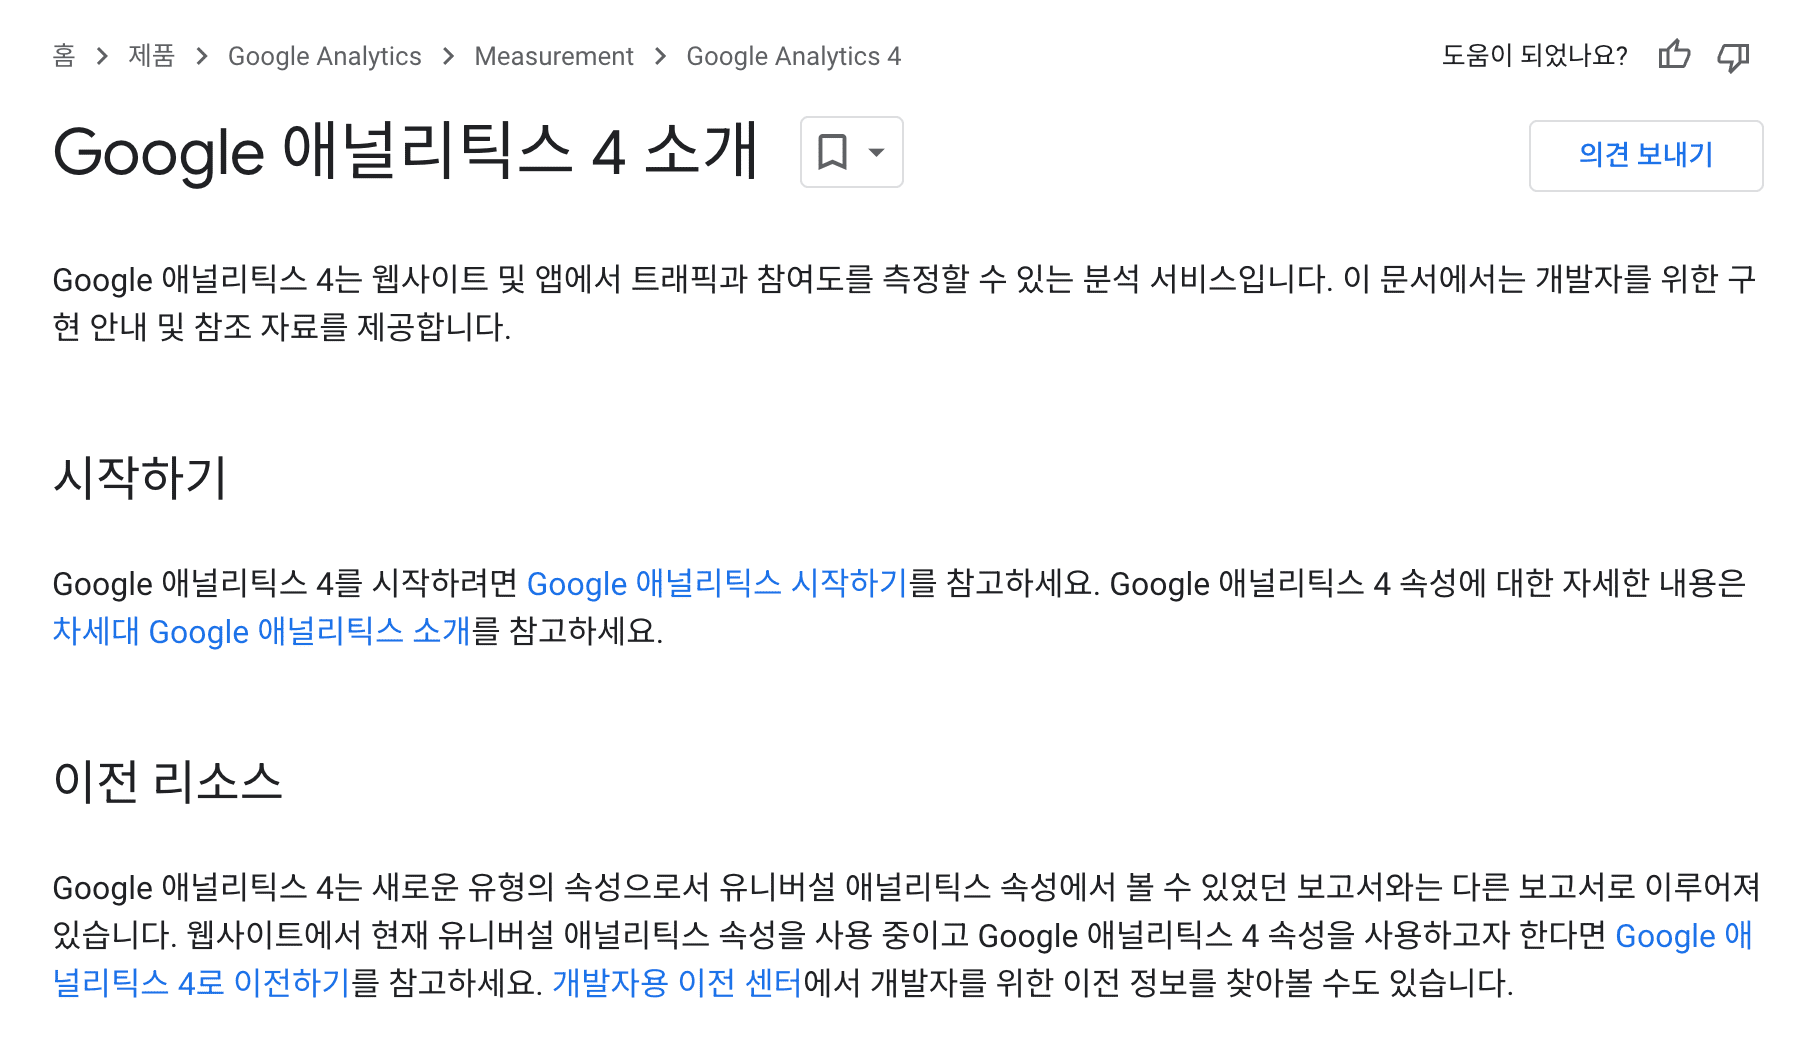 홈 > 제품 > Google Analytics > Measurement > Google Analytics 4
도움이 되었나요?
Google 애널리틱스 4 소개
의견 보내기
Google 애널리틱스 4는 웹사이트 및 앱에서 트래픽과 참여도를 측정할 수 있는 분석 서비스입니다. 이 문서에서는 개발자를 위한 구
현 안내 및 참조 자료를 제공합니다.
시작하기
Google 애널리틱스 4를 시작하려면 Google 애널리틱스 시작하기를 참고하세요. Google 애널리틱스 4 속성에 대한 자세한 내용은
차세대 Google 애널리틱스 소개를 참고하세요.
이전 리소스
Google 애널리틱스 4는 새로운 유형의 속성으로서 유니버설 애널리틱스 속성에서 볼 수 있었던 보고서와는 다른 보고서로 이루어져
있습니다. 웹사이트에서 현재 유니버설 애널리틱스 속성을 사용 중이고 Google 애널리틱스 4 속성을 사용하고자 한다면 Google 애
널리틱스 4로 이전하기를 참고하세요. 개발자용 이전 센터에서 개발자를 위한 이전 정보를 찾아볼 수도 있습니다.